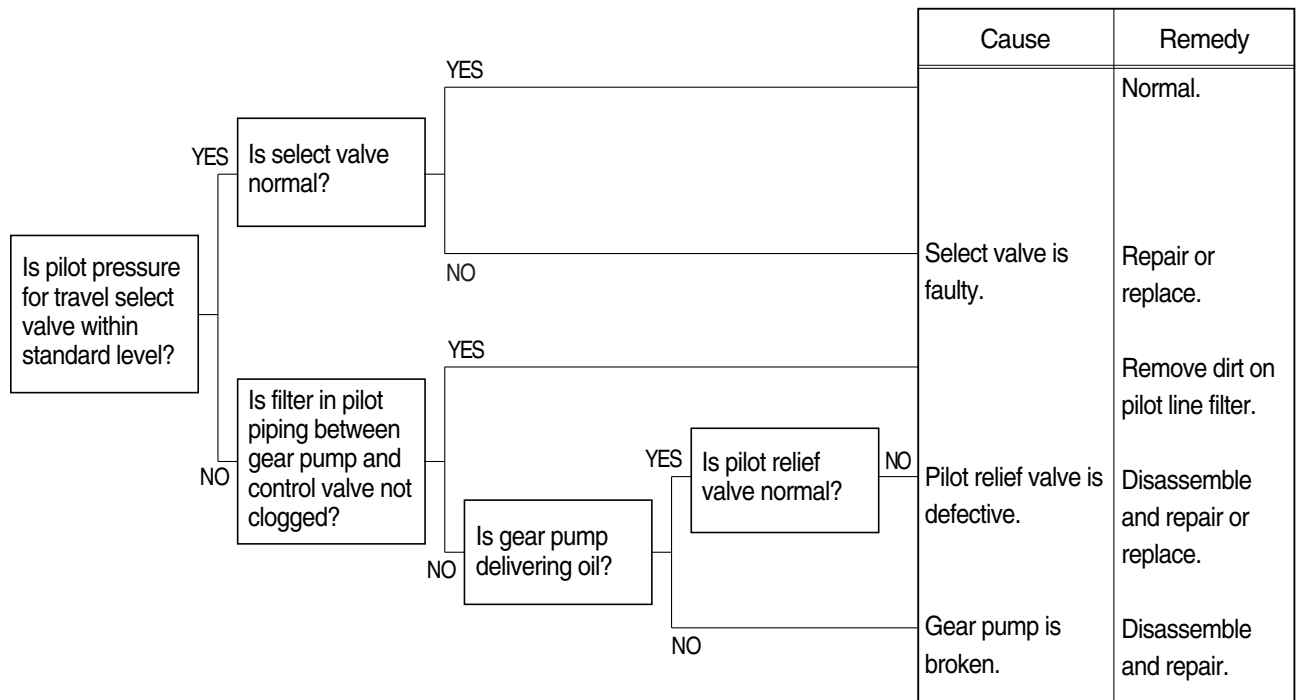 Cause
Remedy
YES
Normal.
YES
Is select valve
normal?
Is pilot pressure
for travel select
valve within
standard level?
NO
Select valve is
faulty.
Repair or
replace.
YES
Remove dirt on
pilot line filter.
NO
Is filter in pilot
piping between
gear pump and
control valve not
clogged?
YES
Is pilot relief
valve normal?
NO
Pilot relief valve is
defective.
Disassemble
and repair or
replace.
NO
Is gear pump
delivering oil?
NO
Gear pump is
broken.
Disassemble
and repair.